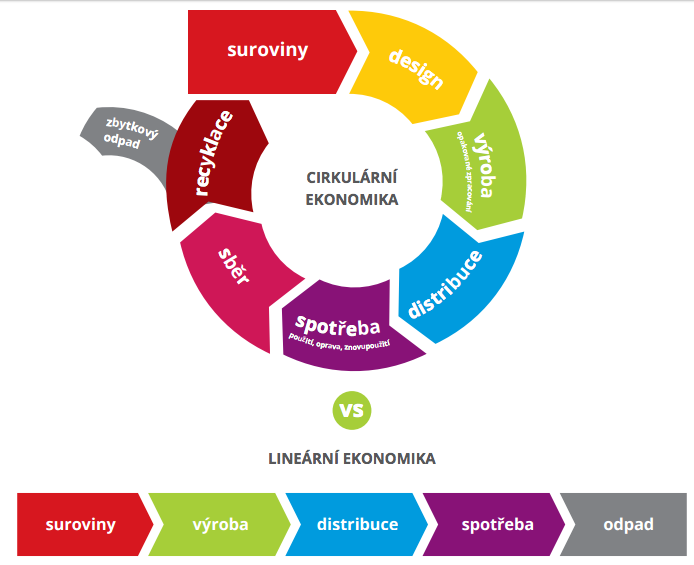 suroviny
design
výroba
opakované zpracování
distribuce
spotřeba
použití, oprava, znovupoužití
sběr
recyklace
zbytkový
odpad
CIRKULÁRNÍ
EKONOMIKA
vs
LINEÁRNÍ EKONOMIKA
suroviny
výroba
distribuce
spotřeba
odpad